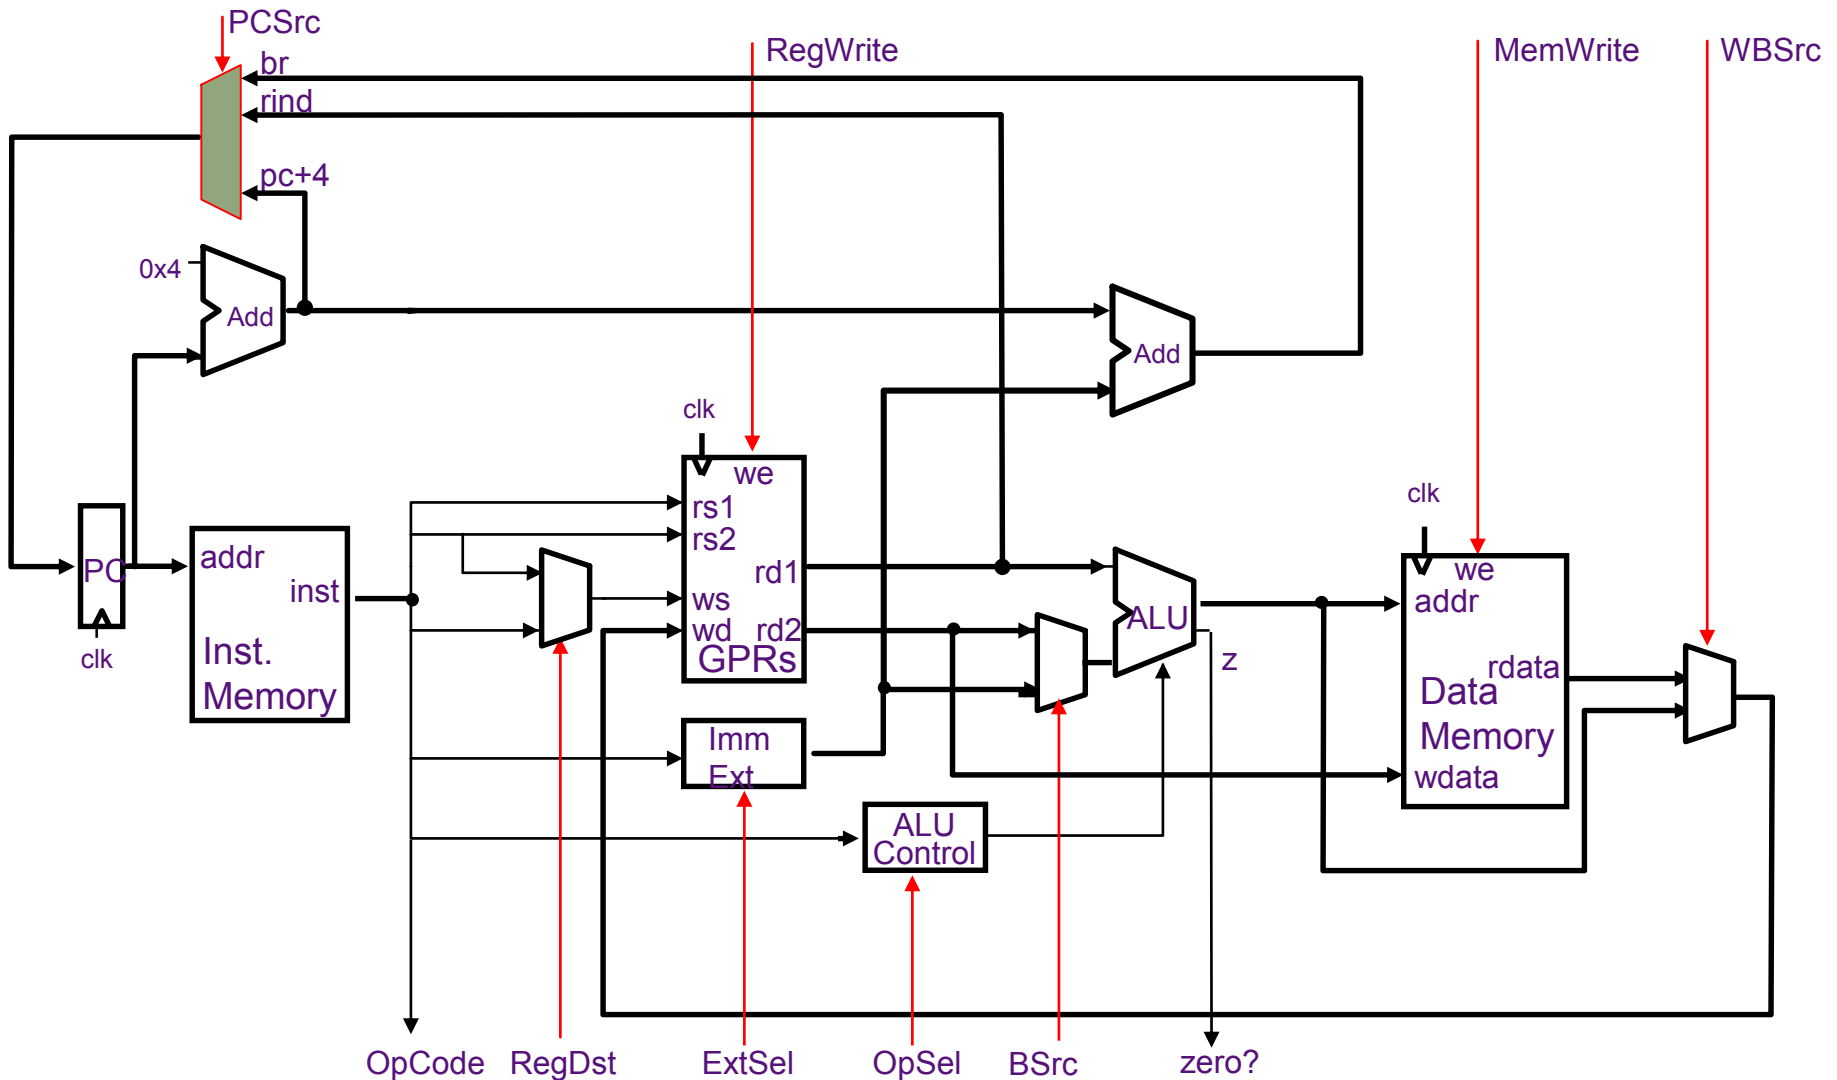 PCSrc
RegWrite
MemWrite
WBSrc
br
rind
pc+4
0x4
Add
Add
clk
we
rs1
rs2
rd1
ws
wd
rd2
GPRs
PC
clk
addr
inst
Inst.
Memory
ALU
z
clk
we
addr
rdata
Data
Memory
wdata
Imm
Ext
ALU
Control
OpCode
RegDst
ExtSel
OpSel
BSrc
zero?